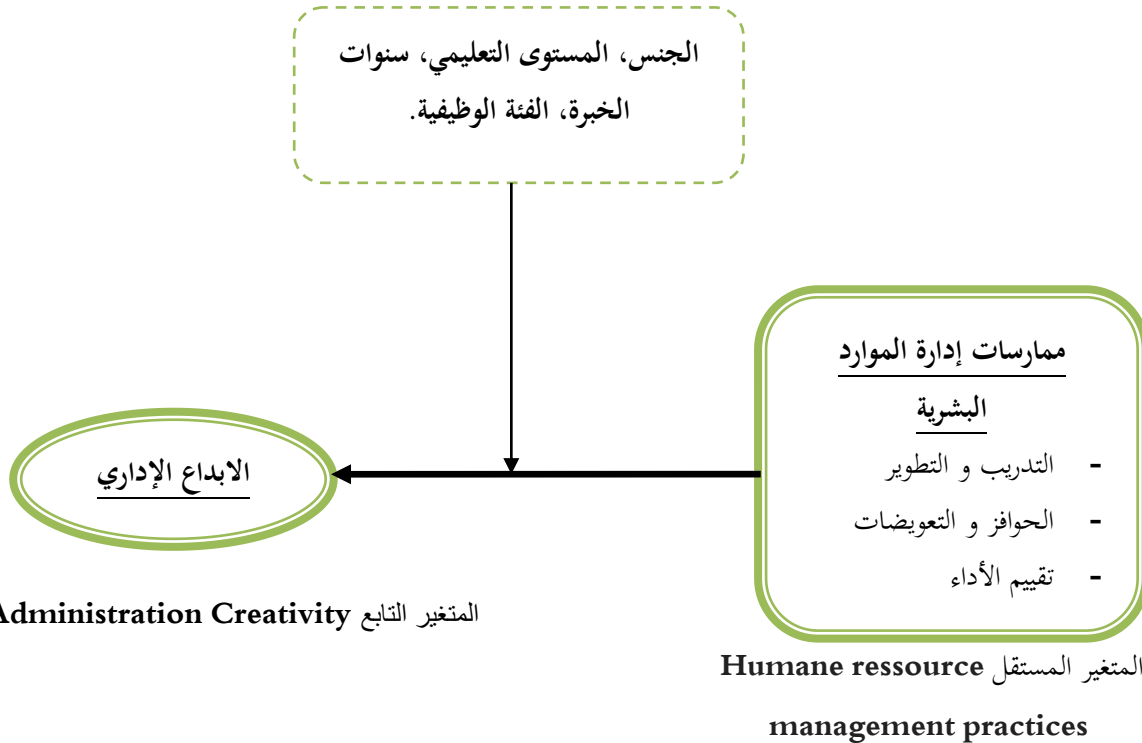 الجنس، المستوى التعليمي، سنوات
الخبرة، الفئة الوظيفية.
ممارسات إدارة الموارد
البشرية
- التدريب و التطوير
- الحوافز و التعويضات
- تقييم الأداء
الابداع الإداري
المتغير التابع Administration Creativity
المتغير المستقل Humane ressource
management practices